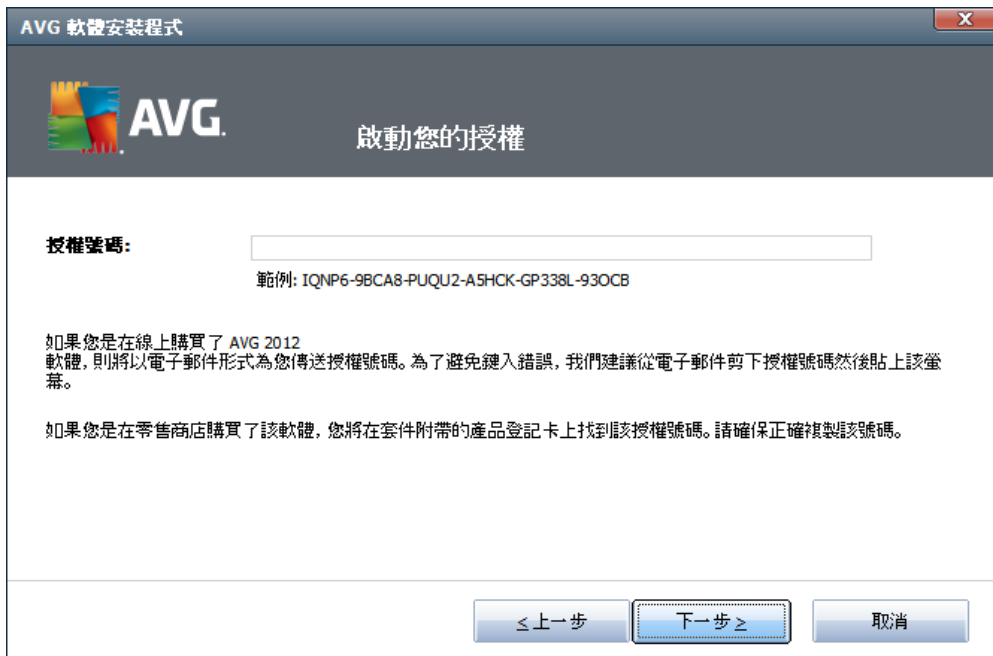 AVG 軟體安裝程式
AVG.
啟動您的授權
授權號碼:
範例: IQNP6-9BCA8-PUQU2-A5HCK-GP338L-93OCB
如果您是在線上購買了 AVG 2012
軟體, 則將以電子郵件形式為您傳送授權號碼。為了避免鍵入錯誤, 我們建議從電子郵件剪下授權號碼然後貼上該螢
幕。
如果您是在零售商店購買了該軟體, 您將在套件附帶的產品登記卡上找到該授權號碼。請確保正確複製該號碼。
< 上一步
下一步 >
取消